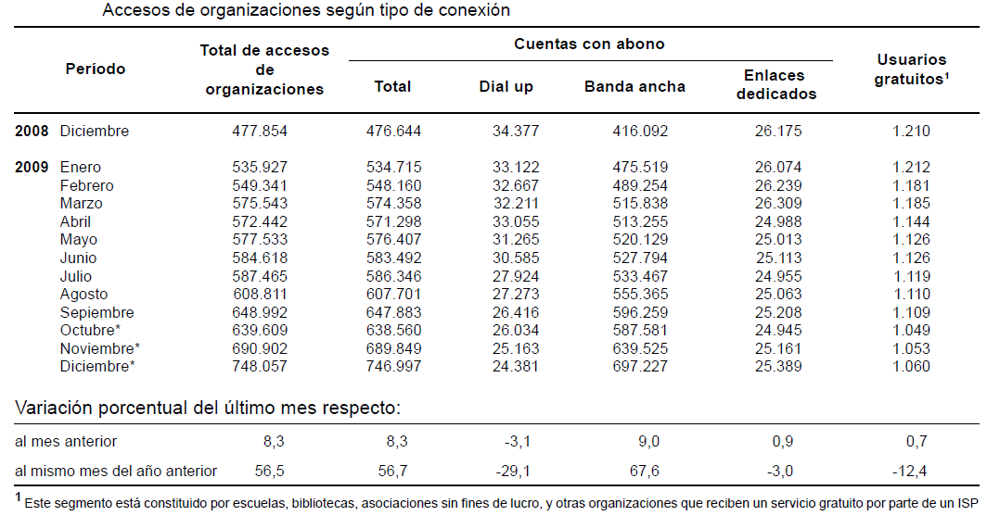 Accesos de organizaciones según tipo de conexión
Período Total de accesos de organizaciones Cuentas con abono Usuarios gratuitos1
Total Dial up Banda ancha Enlaces dedicados
2008 Diciembre 477.854 476.644 34.377 416.092 26.175 1.210
2009 Enero 535.927 534.715 33.122 475.519 26.074 1.212
Febrero 549.341 548.160 32.667 489.254 26.239 1.181
Marzo 575.543 574.358 32.211 515.838 26.309 1.185
Abril 572.442 571.298 33.055 513.255 24.988 1.144
Mayo 577.533 576.407 31.265 520.129 25.013 1.126
Junio 584.618 583.492 30.585 527.794 25.113 1.126
Julio 587.465 586.346 27.924 533.467 24.955 1.119
Agosto 608.811 607.701 27.273 555.365 25.063 1.110
Sepiembre 648.992 647.883 26.416 596.259 25.208 1.109
Octubre* 639.609 638.560 26.034 587.581 24.945 1.049
Noviembre* 690.902 689.849 25.163 639.525 25.161 1.053
Diciembre* 748.057 746.997 24.381 697.227 25.389 1.060
Variación porcentual del último mes respecto:
al mes anterior 8,3 8,3 -3,1 9,0 0,9 0,7
al mismo mes del año anterior 56,5 56,7 -29,1 67,6 -3,0 -12,4
1 Este segmento está constituido por escuelas, bibliotecas, asociaciones sin fines de lucro, y otras organizaciones que reciben un servicio gratuito por parte de un ISP